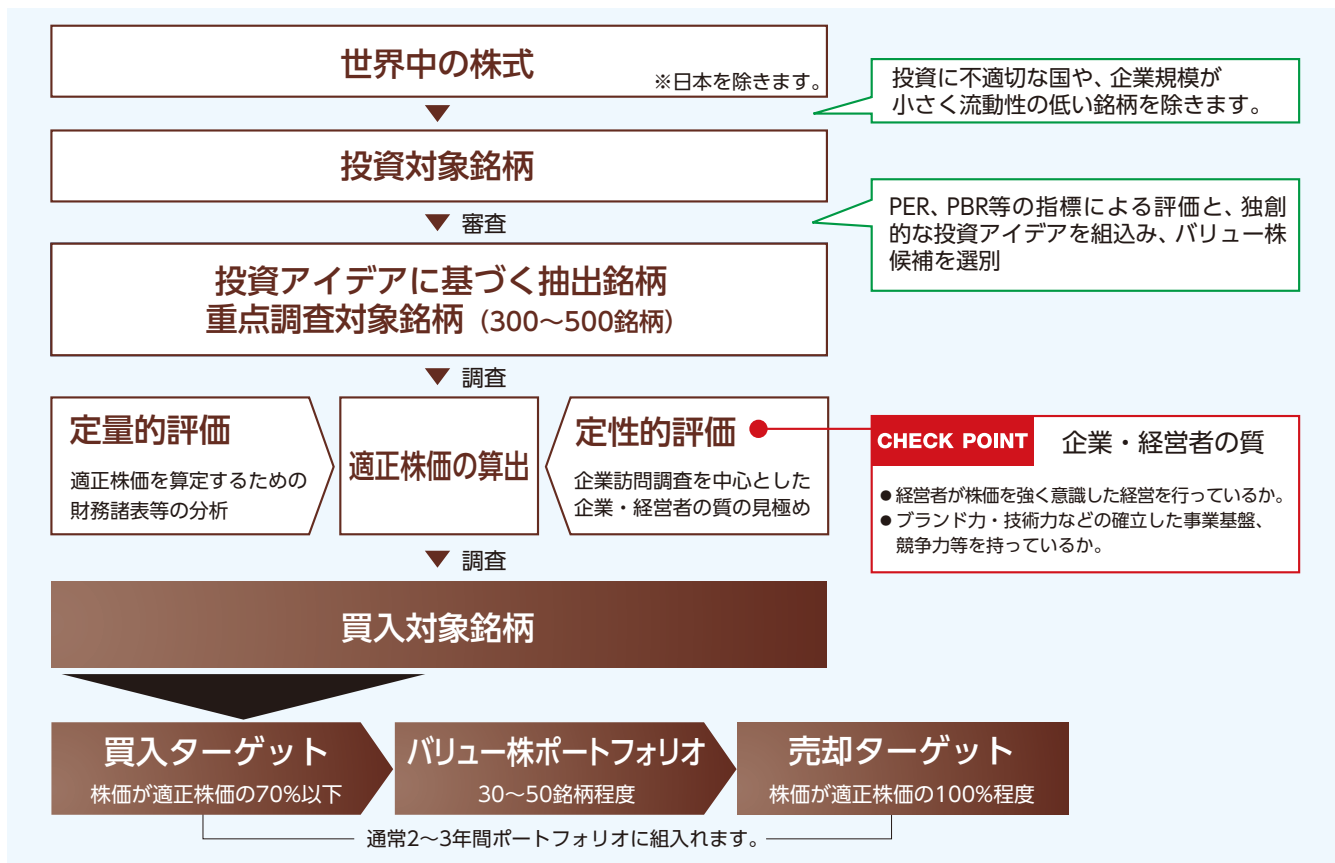 世界中の株式
※日本を除きます。
投資に不適切な国や、企業規模が
小さく流動性の低い銘柄を除きます。
投資対象銘柄
審査
PER、PBR等の指標による評価と、独創
的な投資アイデアを組込み、バリュー株
候補を選別
投資アイデアに基づく抽出銘柄
重点調査対象銘柄（300～500銘柄）
調査
定量的評価
適正株価を算定するための
財務諸表等の分析
適正株価の算出
定性的評価
企業訪問調査を中心とした
企業・経営者の質の見極め
CHECK POINT 企業・経営者の質
● 経営者が株価を強く意識した経営を行っているか。
● ブランド力・技術力などの確立した事業基盤、
競争力等を持っているか。
調査
買入対象銘柄
買入ターゲット
株価が適正株価の70%以下
バリュー株ポートフォリオ
30～50銘柄程度
売却ターゲット
株価が適正株価の100%程度
通常2～3年間ポートフォリオに組入れます。